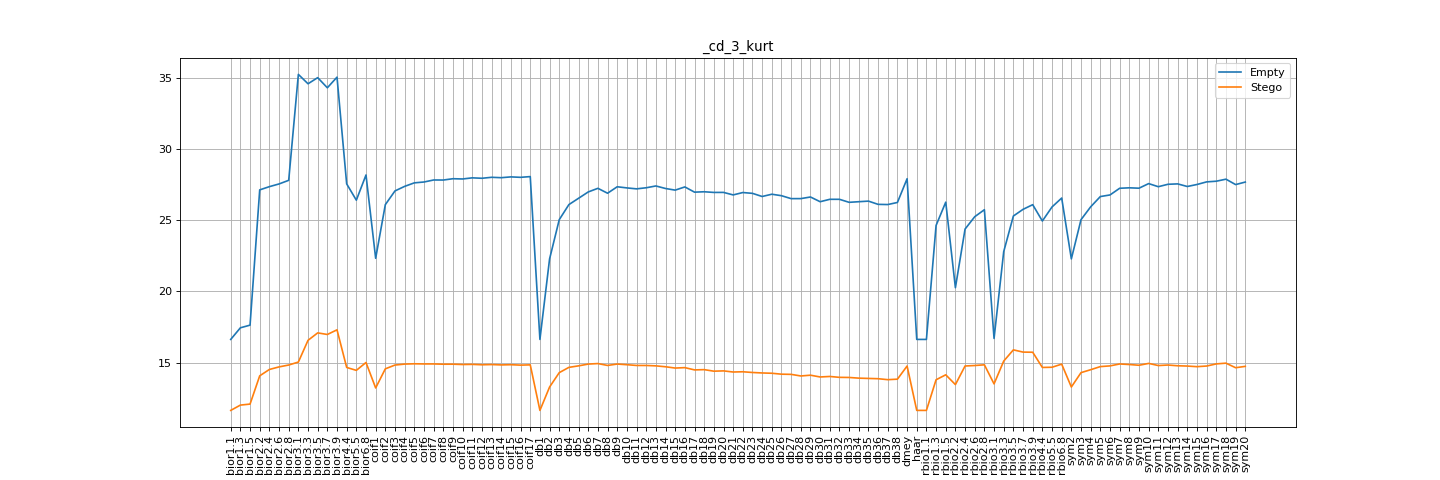 _cd_3_kurt
Empty
Stego
35
30
25
20
15
bior1.1
bior1.3
bior1.5
bior2.2
bior2.4
bior2.6
bior2.8
bior3.1
bior3.3
bior3.5
bior3.7
bior3.9
bior4.4
bior5.5
bior6.8
coif1
coif2
coif3
coif4
coif5
coif6
coif7
coif8
coif9
coif10
coif11
coif12
coif13
coif14
coif15
coif16
coif17
db1
db2
db3
db4
db5
db6
db7
db8
db9
db10
db11
db12
db13
db14
db15
db16
db17
db18
db19
db20
db21
db22
db23
db24
db25
db26
db27
db28
db29
db30
db31
db32
db33
db34
db35
db36
db37
db38
dmey
haar
rbio1.1
rbio1.3
rbio1.5
rbio2.2
rbio2.4
rbio2.6
rbio2.8
rbio3.1
rbio3.3
rbio3.5
rbio3.7
rbio3.9
rbio4.4
rbio5.5
rbio6.8
sym2
sym3
sym4
sym5
sym6
sym7
sym8
sym9
sym10
sym11
sym12
sym13
sym14
sym15
sym16
sym17
sym18
sym19
sym20